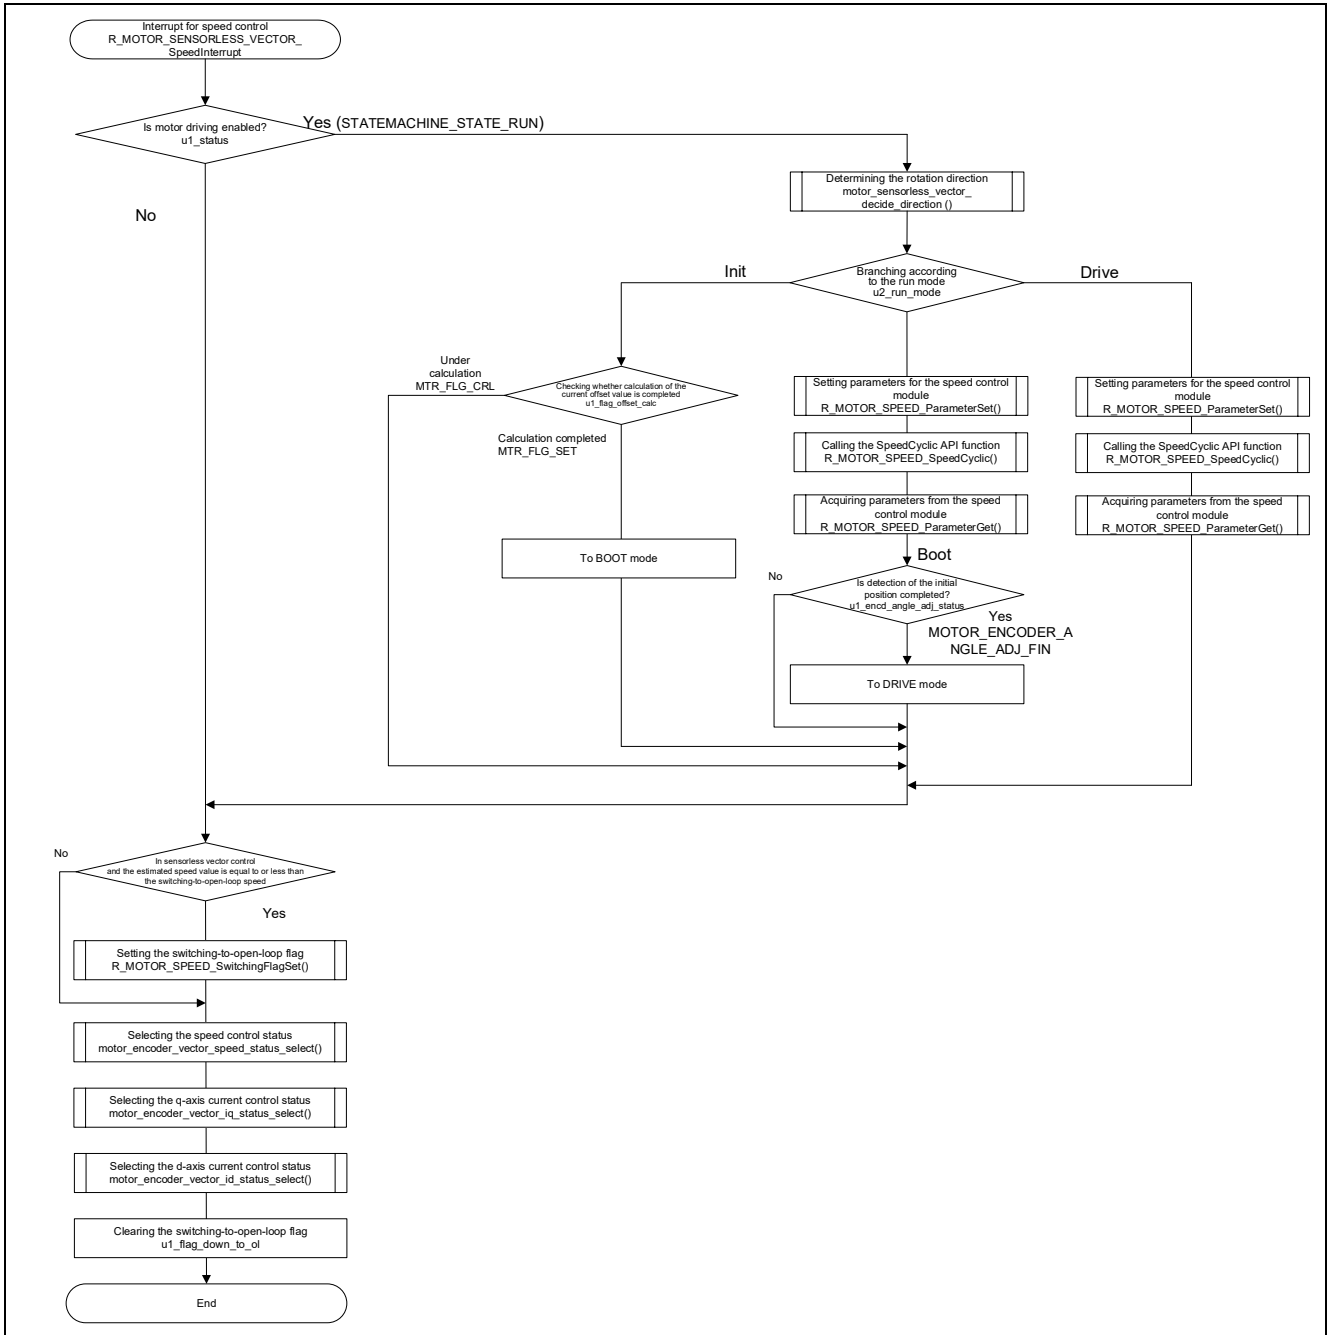 Interrupt for speed control
R_MOTOR_SENSORLESS_VECTOR_
SpeedInterrupt
Is motor driving enabled?
u1_status
Yes (STATEMACHINE_STATE_RUN)
No
Determining the rotation direction
motor_sensorless_vector_
decide_direction ()
Branching according
to the run mode
u2_run_mode
Init
Drive
Under
calculation
MTR_FLG_CRL
Checking whether calculation of the
current offset value is completed
u1_flag_offset_calc
Calculation completed
MTR_FLG_SET
To BOOT mode
Setting parameters for the speed control
module
R_MOTOR_SPEED_ParameterSet()
Calling the SpeedCyclic API function
R_MOTOR_SPEED_SpeedCyclic()
Acquiring parameters from the speed
control module
R_MOTOR_SPEED_ParameterGet()
Boot
Is detection of the initial
position completed?
u1_encd_angle_adj_status
No
Yes
MOTOR_ENCODER_A
NGLE_ADJ_FIN
To DRIVE mode
Setting parameters for the speed control
module
R_MOTOR_SPEED_ParameterSet()
Calling the SpeedCyclic API function
R_MOTOR_SPEED_SpeedCyclic()
Acquiring parameters from the speed
control module
R_MOTOR_SPEED_ParameterGet()
No
In sensorless vector control
and the estimated speed value is equal to or less than
the switching-to-open-loop speed
Yes
Setting the switching-to-open-loop flag
R_MOTOR_SPEED_SwitchingFlagSet()
Selecting the speed control status
motor_encoder_vector_speed_status_select()
Selecting the q-axis current control status
motor_encoder_vector_iq_status_select()
Selecting the d-axis current control status
motor_encoder_vector_id_status_select()
Clearing the switching-to-open-loop flag
u1_flag_down_to_ol
End